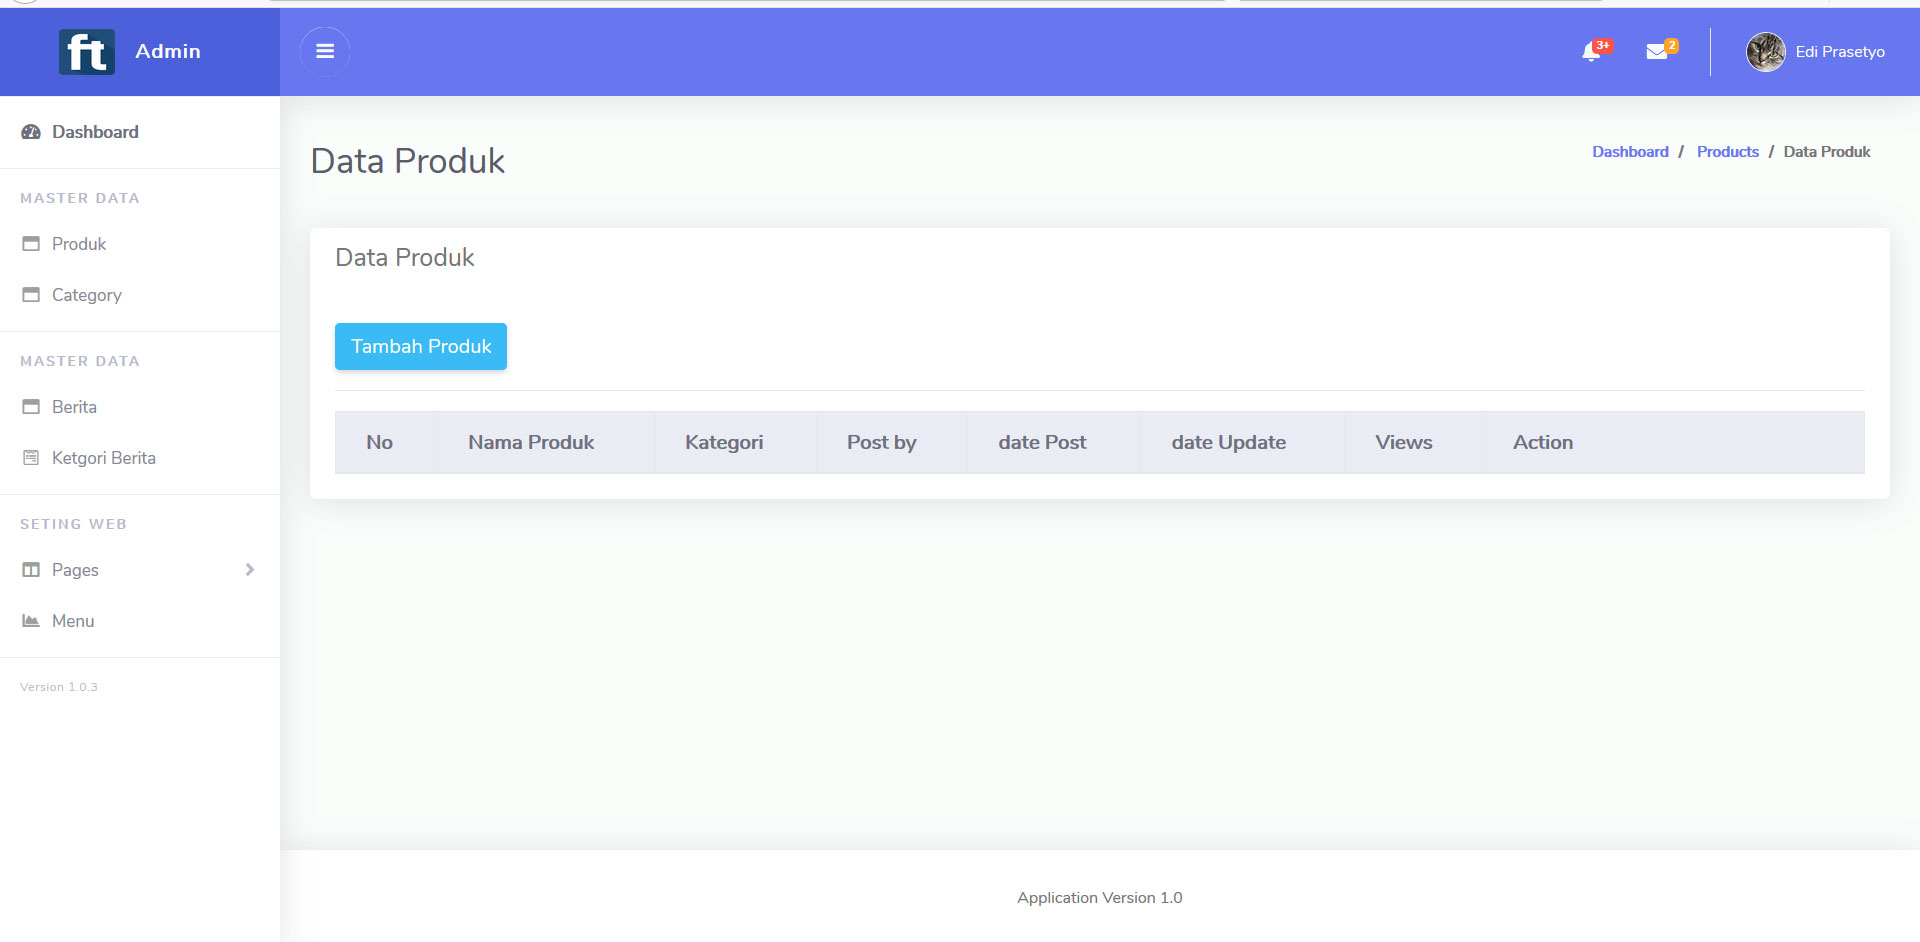 ft Admin
3+
2
Edi Prasetyo
Dashboard
MASTER DATA
Produk
Category
MASTER DATA
Berita
Ketgori Berita
SETING WEB
Pages
Menu
Version 1.0.3
Data Produk
Dashboard / Products / Data Produk
Data Produk
Tambah Produk
No Nama Produk Kategori Post by date Post date Update Views Action
Application Version 1.0